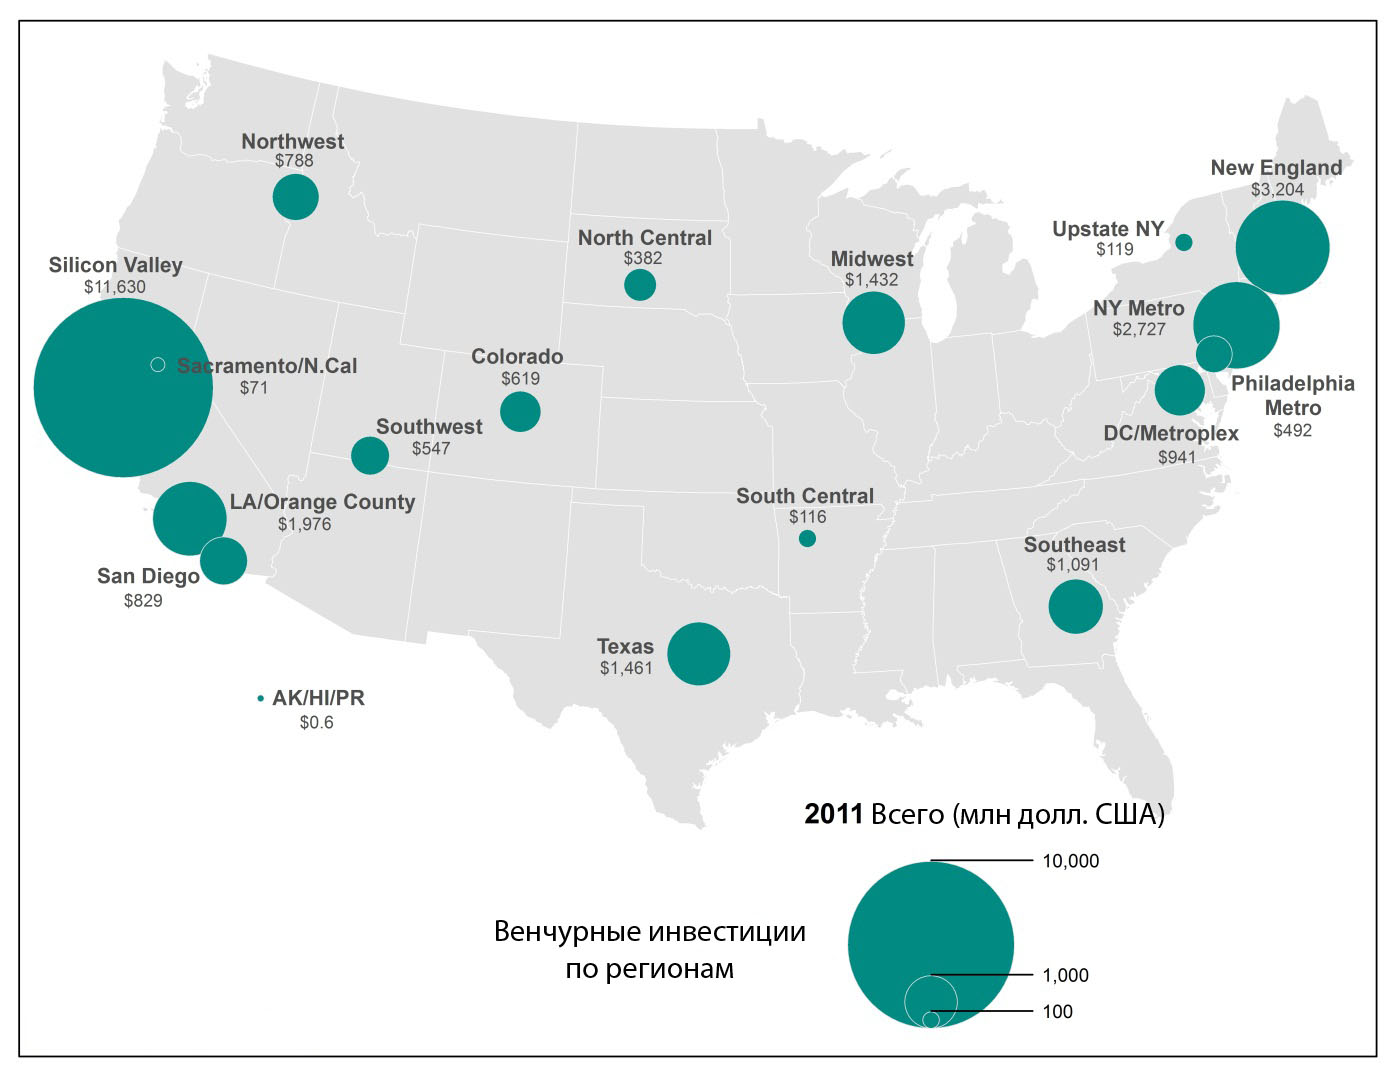 Northwest
$788
New England
$3,204
Upstate NY
$119
North Central
$382
Midwest
$1,432
Silicon Valley
$11,630
NY Metro
$2,727
Sacramento/N.Cal
$71
Colorado
$619
Philadelphia
Metro
$492
Southwest
$547
DC/Metroplex
$941
LA/Orange County
$1,976
South Central
$116
San Diego
$829
Southeast
$1,091
Texas
$1,461
AK/HI/PR
$0.6
2011 Всего (млн долл. США)
10,000
Венчурные инвестиции
по регионам
1,000
100